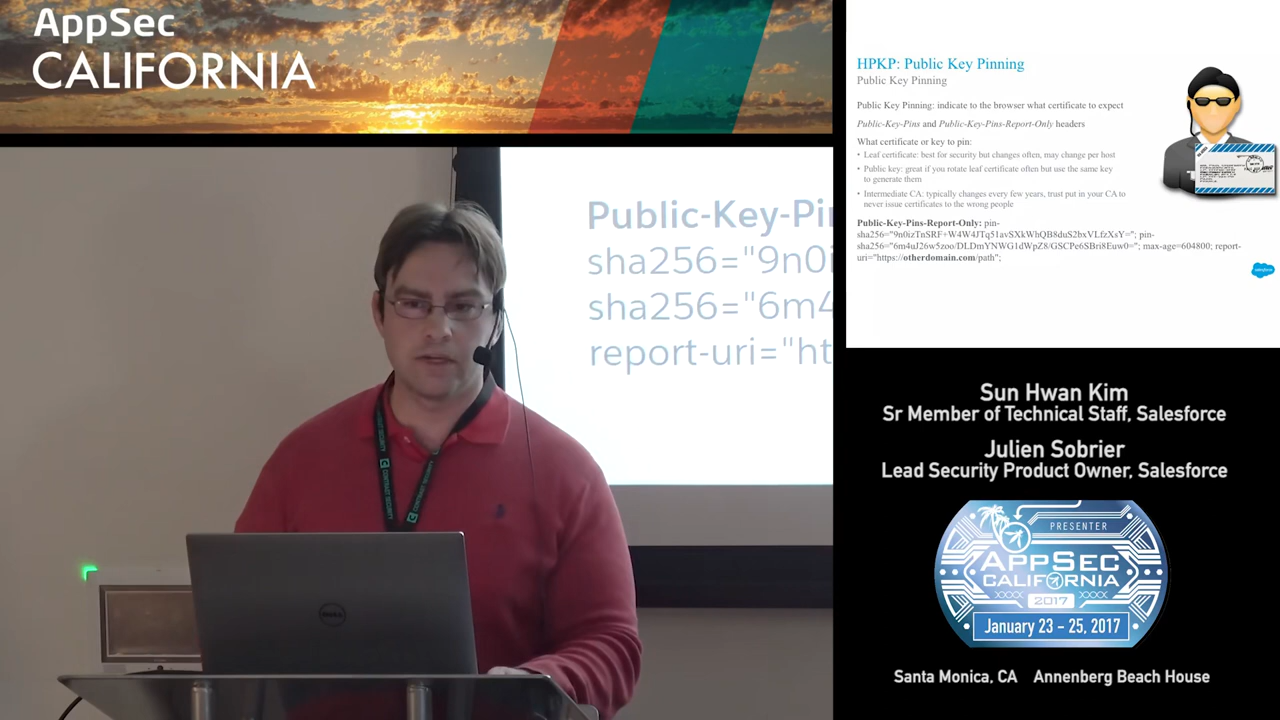 AppSec
CALIFORNIA
Public-Key-Pi
sha256="9n0i
sha256="6m4
report-uri="ht
DELL
HPKP: Public Key Pinning
Public Key Pinning
Public Key Pinning: indicate to the browser what certificate to expect
Public-Key-Pins and Public-Key-Pins-Report-Only headers
What certificate or key to pin:
• Leaf certificate: best for security but changes often, may change per host
• Public key: great if you rotate leaf certificate often but use the same key
to generate them
• Intermediate CA: typically changes every few years, trust put in your CA to
never issue certificates to the wrong people
Public-Key-Pins-Report-Only: pin-
sha256="9n0izTnSRF+W4W4JTq51avSXkWhQB8duS2bxVLfzXsY="; pin-
sha256="6m4uJ26w5zoo/DLDmYNWG1dWpZ8/GSCPe6SBri8Euw0="; max-age=604800; report-
uri="https://otherdomain.com/path";
salesforce
Sun Hwan Kim
Sr Member of Technical Staff, Salesforce
Julien Sobrier
Lead Security Product Owner, Salesforce
PRESENTER
APPSEC
CALIFORNIA
2017
January 23 - 25, 2017
Santa Monica, CA Annenberg Beach House